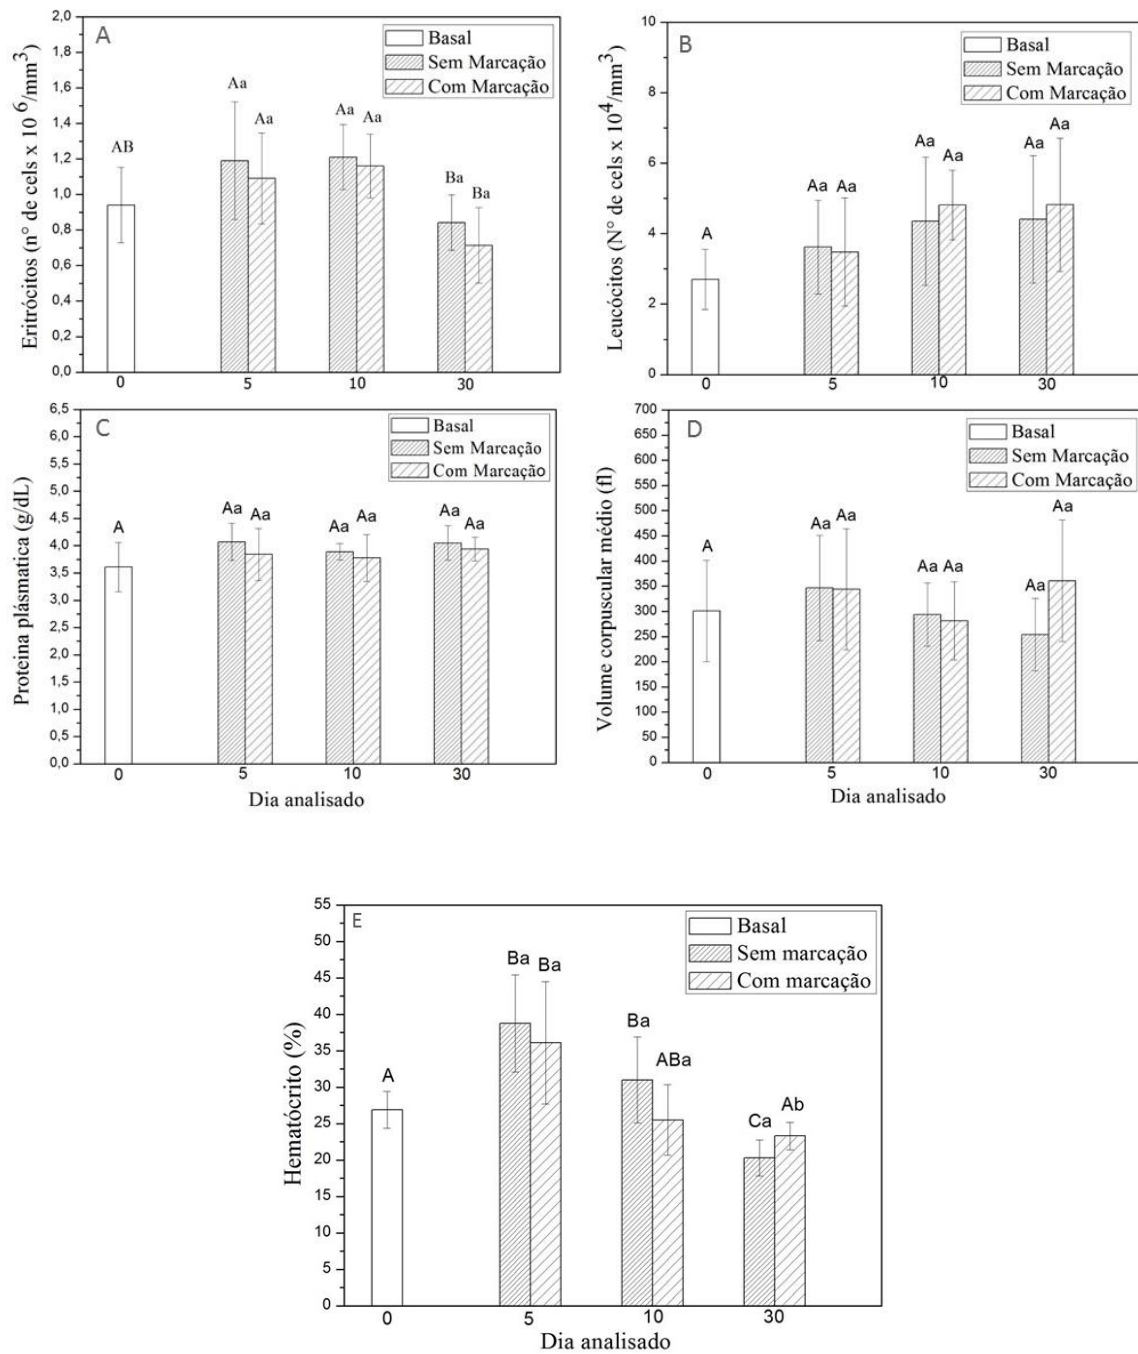 A
Eritrócitos (n° de cels x 10 6/mm3)
2,0
1,8
1,6
1,4
1,2
1,0
0,8
0,6
0,4
0,2
0,0
Basal
Sem Marcação
Com Marcação
AB
Aa
Aa
Aa
Aa
Ba
Ba
0
5
10
30
B
Leucócitos (N° de cels x 104/mm3)
10
8
6
4
2
0
Basal
Sem Marcação
Com Marcação
A
Aa
Aa
Aa
Aa
Aa
Aa
0
5
10
30
C
Proteina plásmatica (g/dL)
6,5
6,0
5,5
5,0
4,5
4,0
3,5
3,0
2,5
2,0
1,5
1,0
0,5
0,0
Basal
Sem Marcação
Com Marcação
A
Aa
Aa
Aa
Aa
Aa
Aa
0
5
10
30
Dia analisado
D
Volume corpuscular médio (fl)
700
650
600
550
500
450
400
350
300
250
200
150
100
50
0
Basal
Sem Marcação
Com Marcação
A
Aa
Aa
Aa
Aa
Aa
Aa
0
5
10
30
Dia analisado
E
Hematócrito (%)
55
50
45
40
35
30
25
20
15
10
5
0
Basal
Sem marcação
Com marcação
A
Ba
Ba
Ba
ABa
Ca
Ab
0
5
10
30
Dia analisado